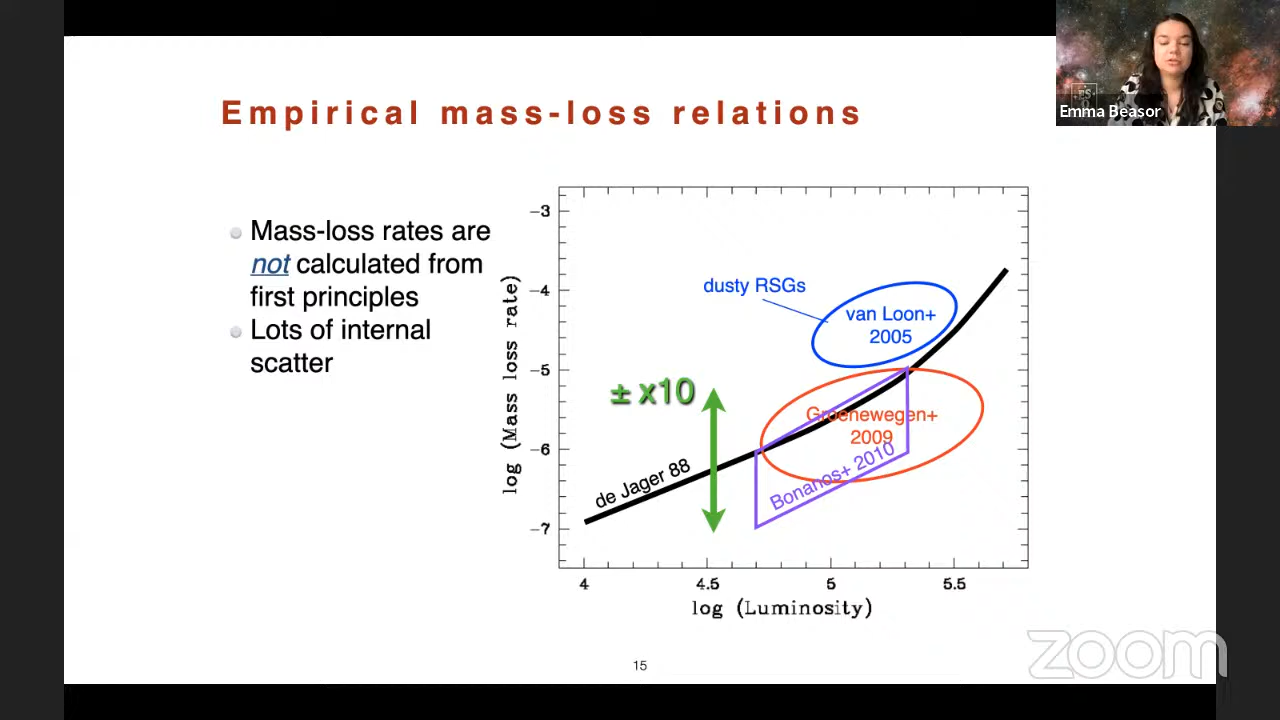 Empirical mass-loss relations
Emma Beasor
Mass-loss rates are
not calculated from
first principles
Lots of internal
scatter
log (Mass loss rate)
-3
-4
-5
-6
-7
dusty RSGs
van Loon+
2005
± x10
Groenewegen+
2009
Bonanos+ 2010
de Jager 88
4
4.5
5
5.5
log (Luminosity)
15
zoom